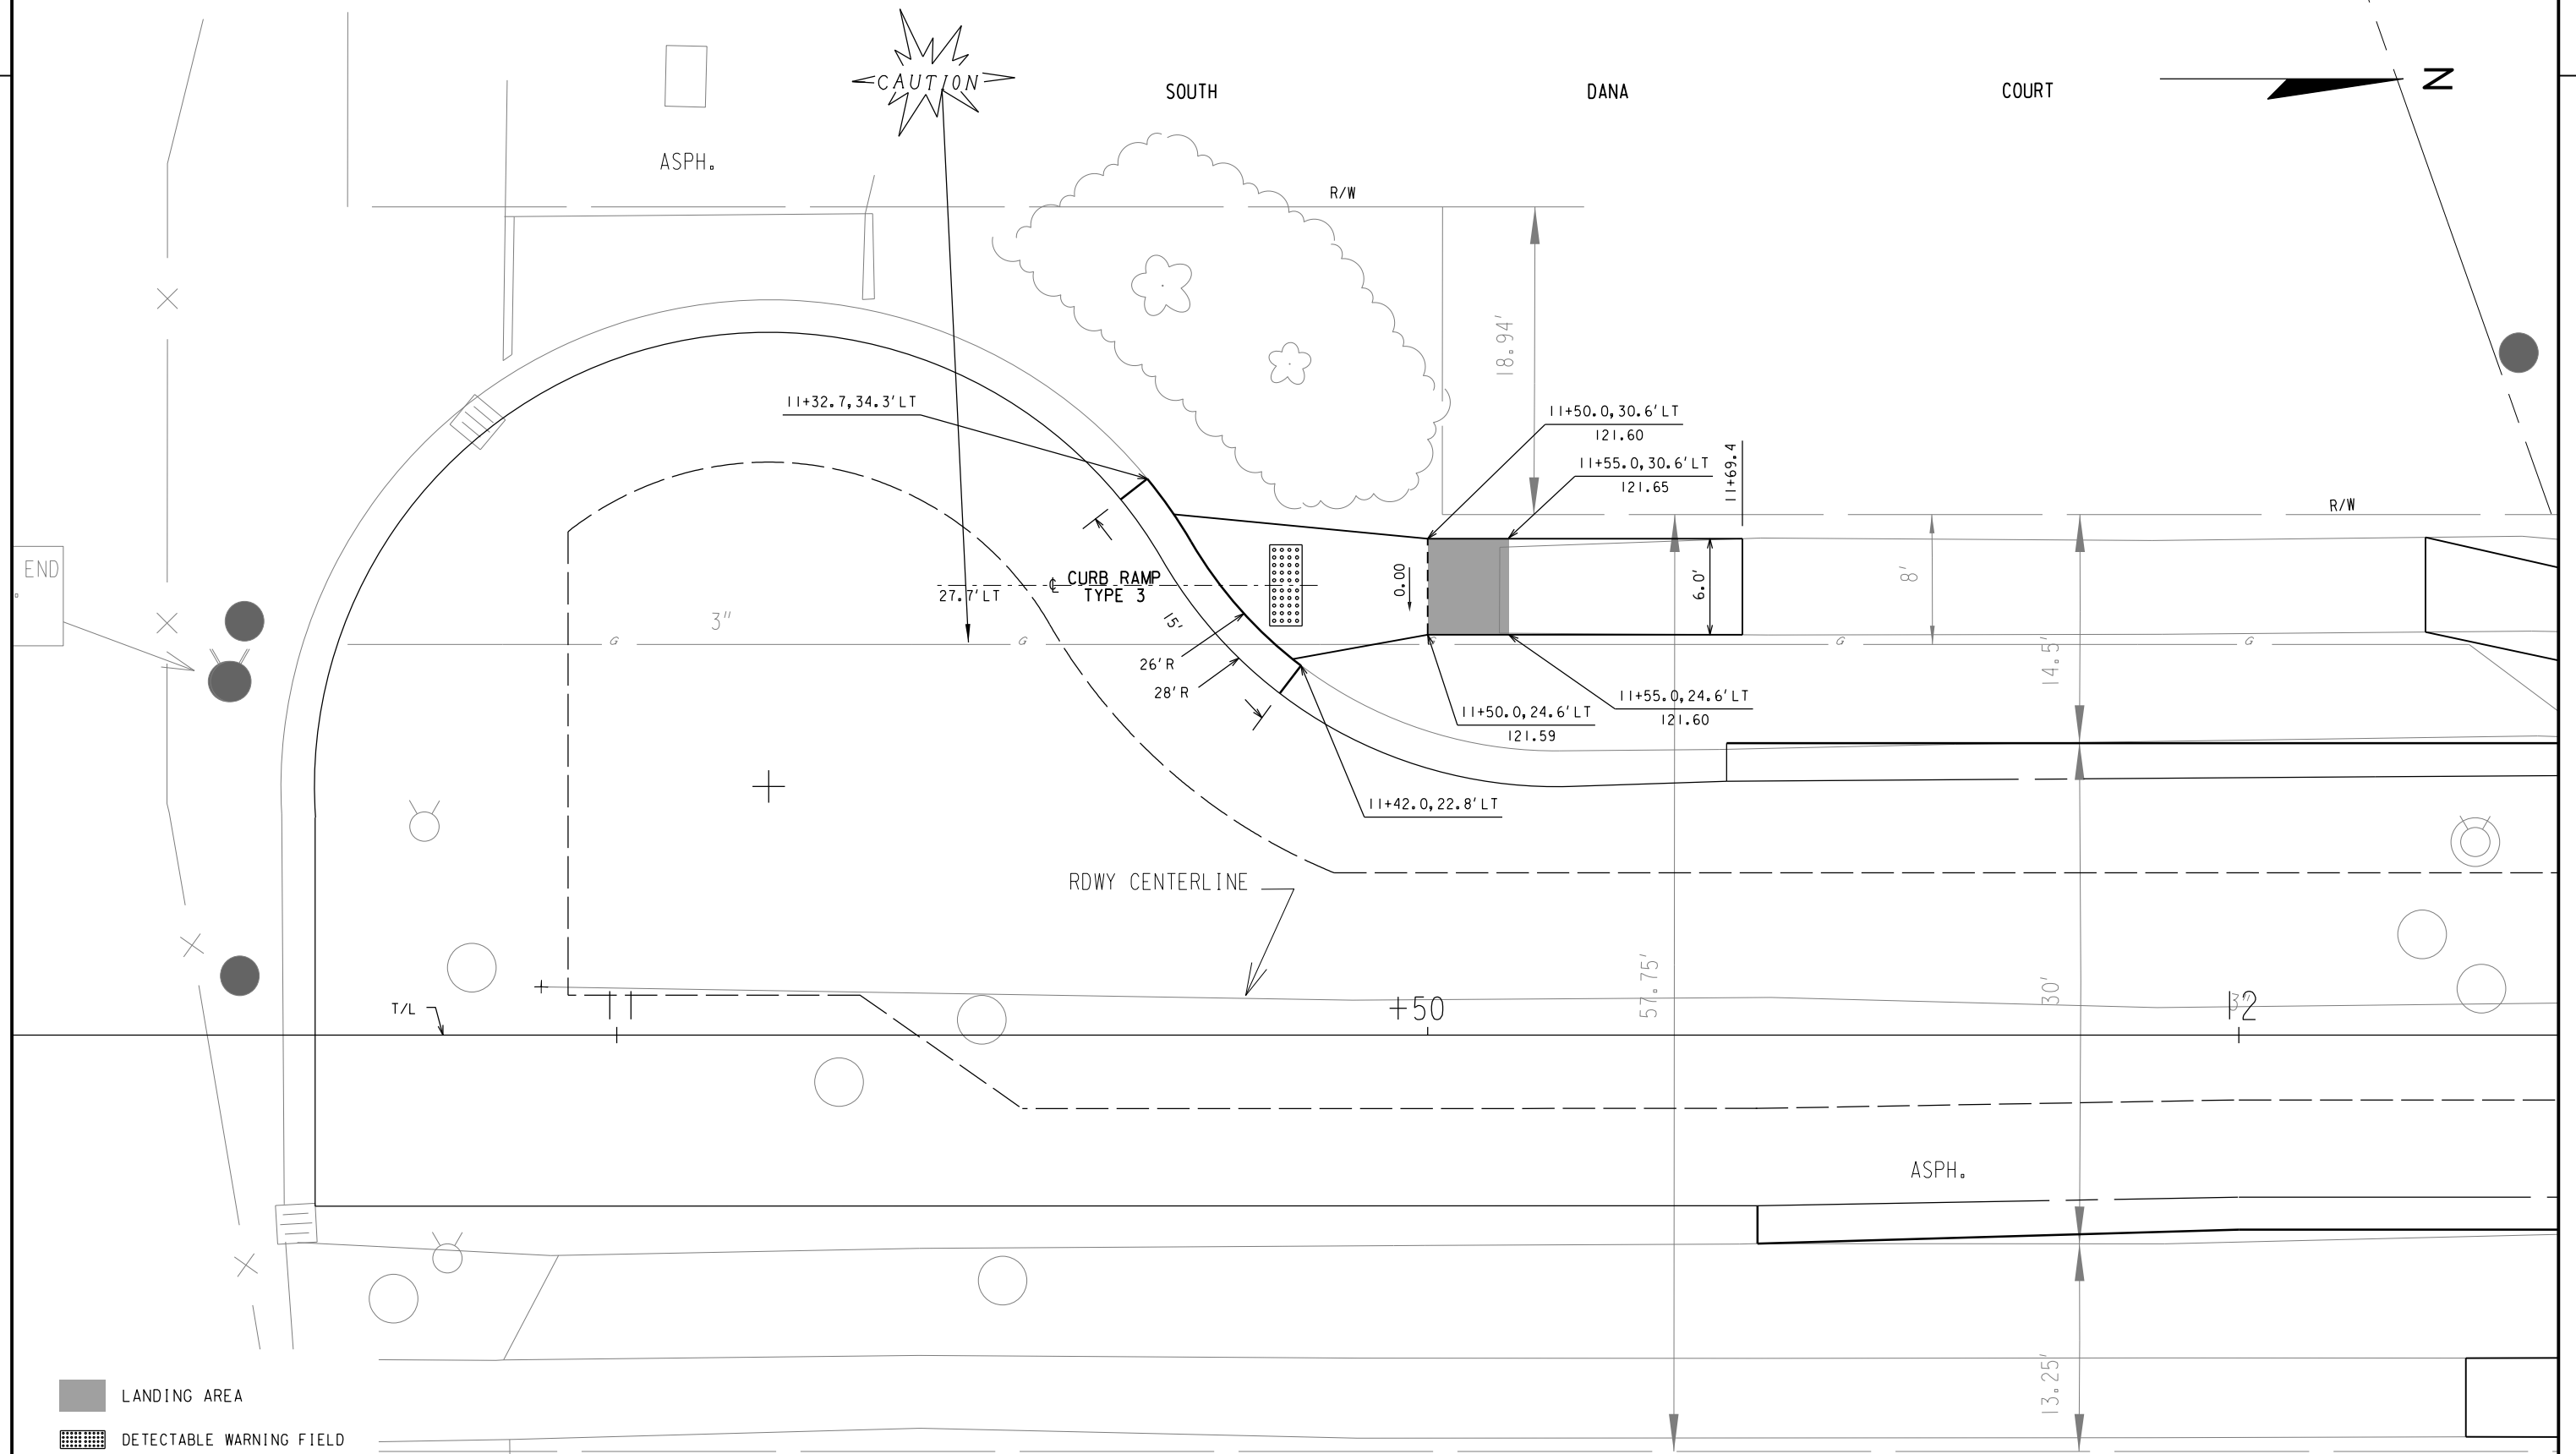 CAUTION
SOUTH
DANA
COURT
N
ASPH.
R/W
18.94'
11+32.7,34.3'LT
11+50.0,30.6'LT
121.60
11+55.0,30.6'LT
121.65
11+69.4
R/W
END
CURB RAMP
TYPE 3
27.7'LT
3"
0.00
6.0'
8'
15'
G
G
G
G
G
26'R
28'R
14.5'
11+50.0,24.6'LT
121.59
11+55.0,24.6'LT
121.60
11+42.0,22.8'LT
RDWY CENTERLINE
57.75'
30'
T/L
11
+50
12
3"
ASPH.
13.25'
LANDING AREA
DETECTABLE WARNING FIELD